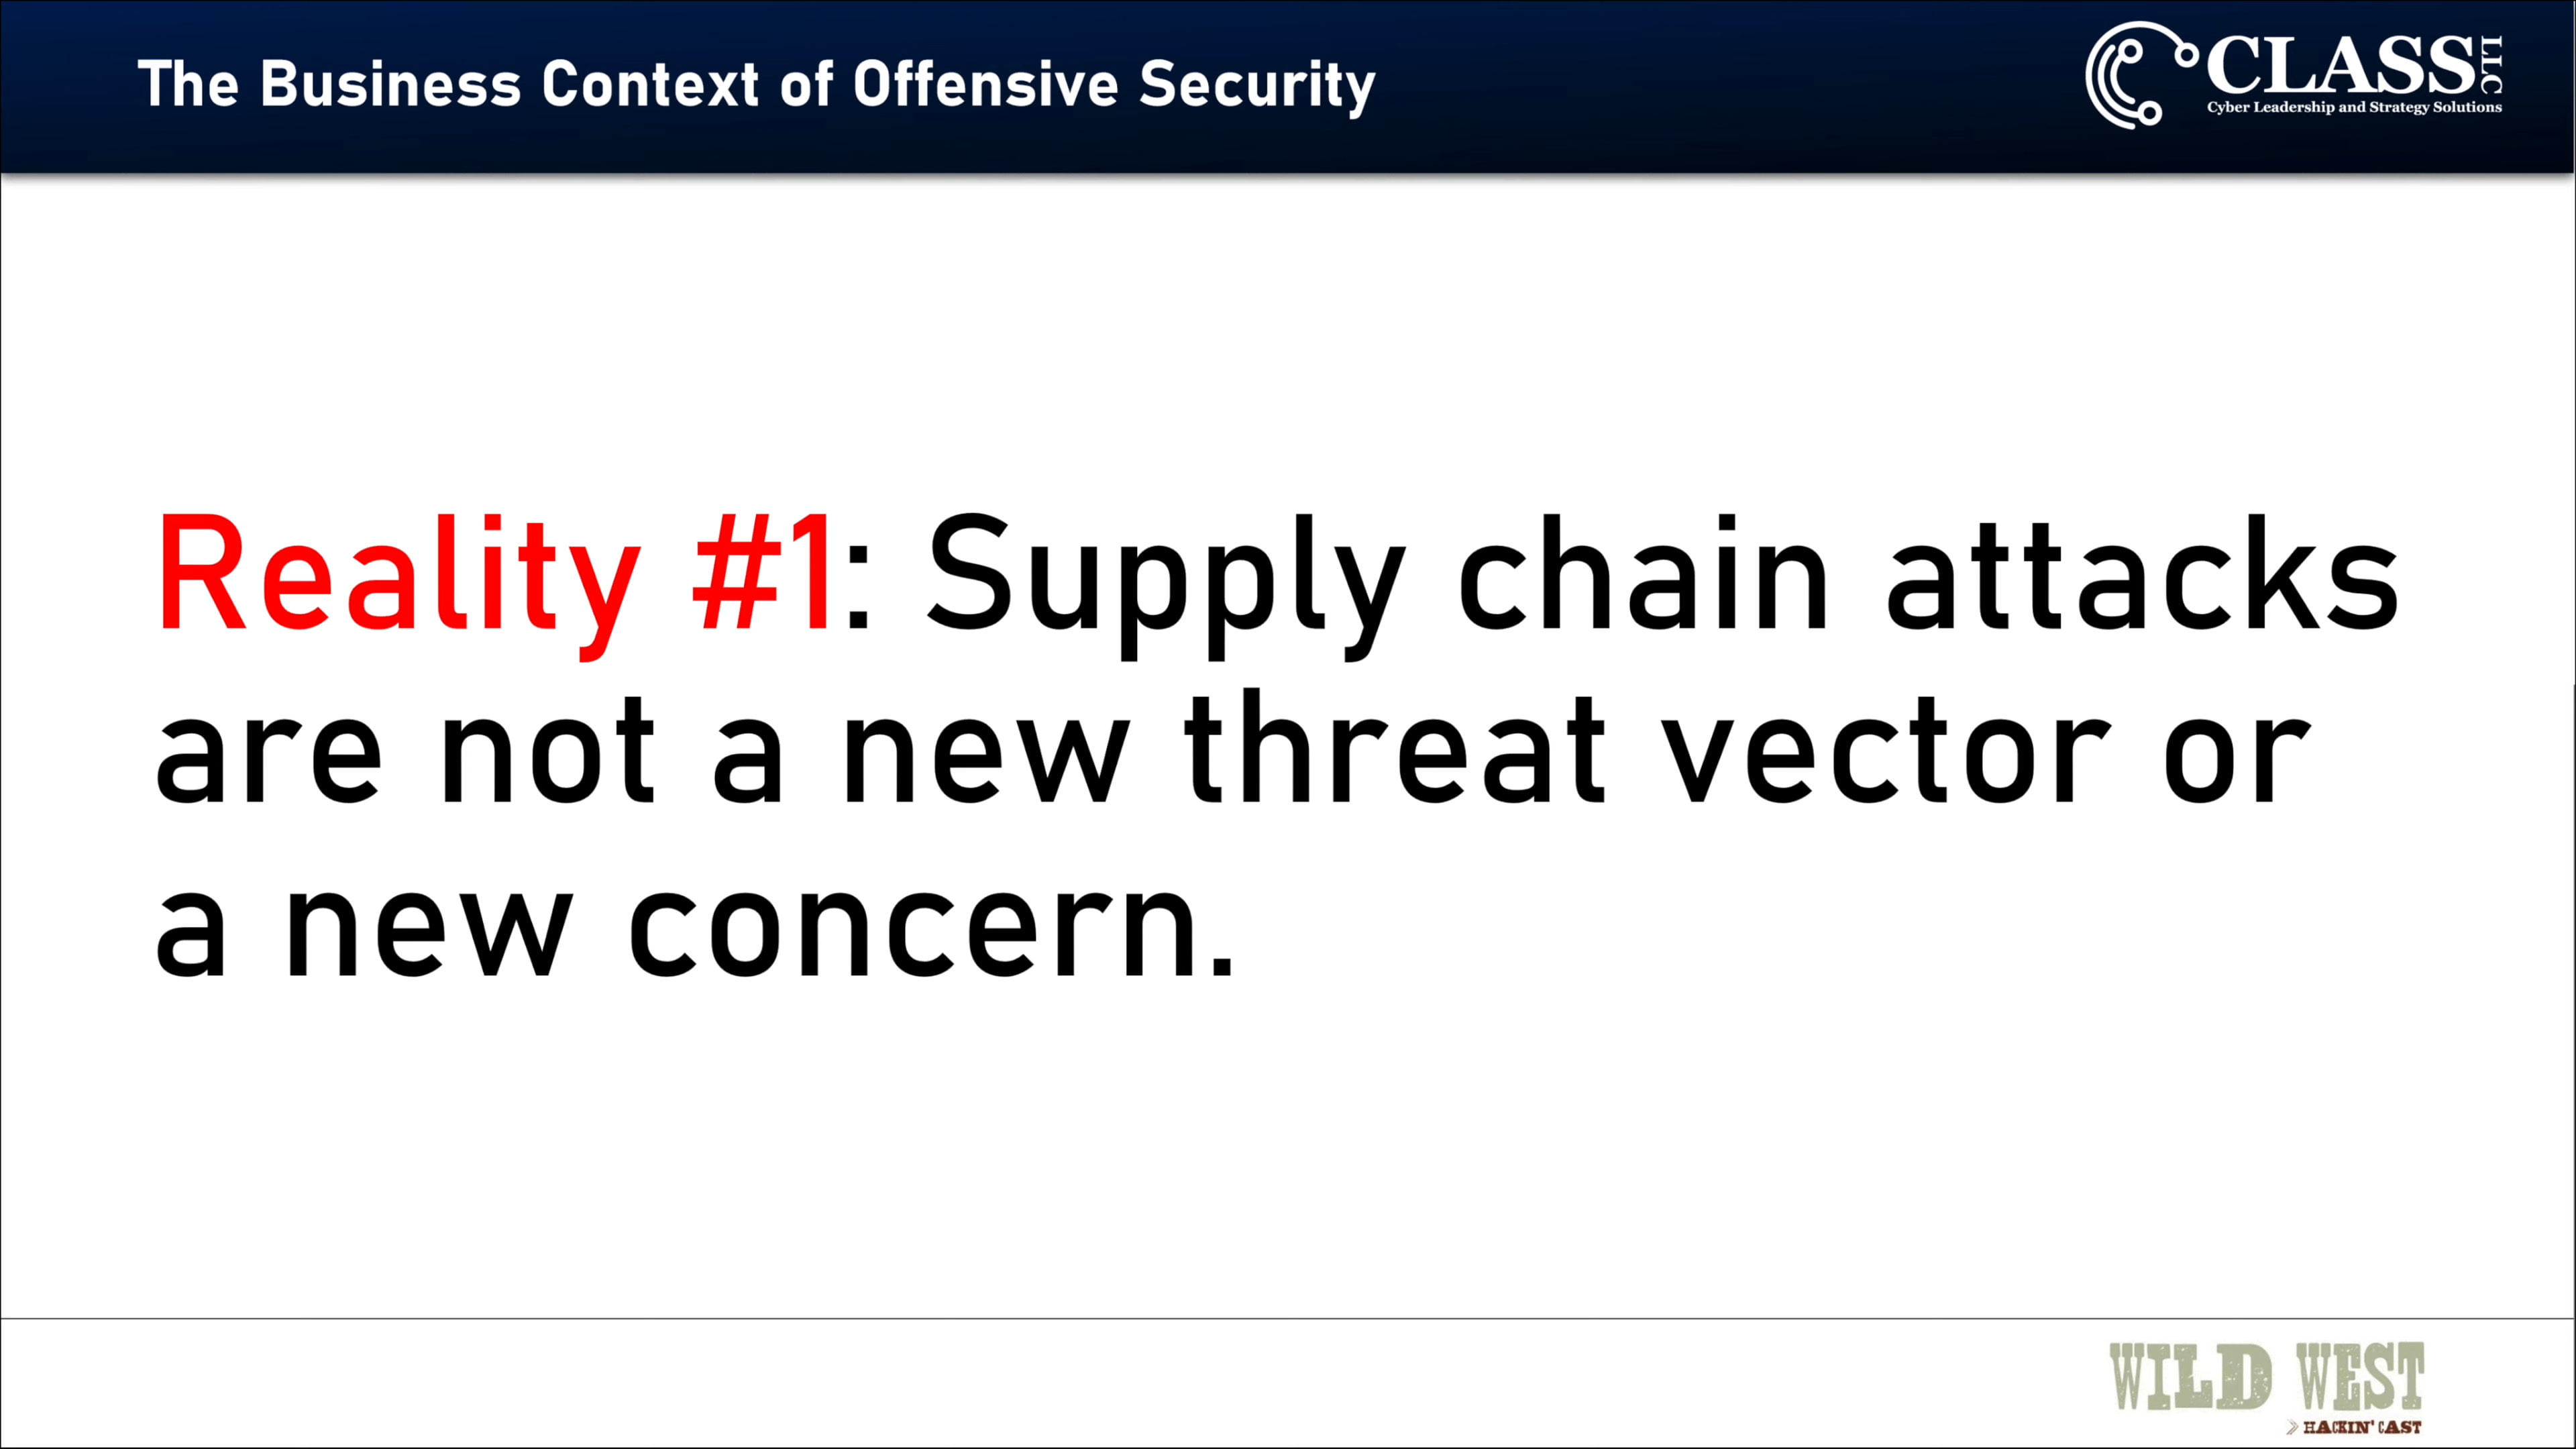 The Business Context of Offensive Security
CLASS LLC
Cyber Leadership and Strategy Solutions
Reality #1: Supply chain attacks
are not a new threat vector or
a new concern.
WILD WEST
HACKIN' CAST